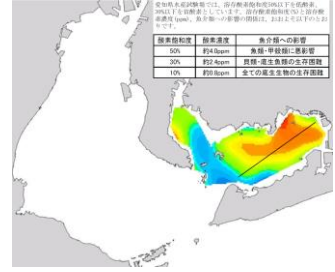 愛知県水産試験場では、溶存酸素飽和度50%以下を貧酸素、
30%以下を貧酸素としています。溶存酸素飽和度(%)と溶存
酸素濃度(ppm)、魚介類への影響の関係は、おおよそ以下のとお
りです。
酸素飽和度 酸素濃度 魚介類への影響
50% 約4.0ppm 魚類・甲殻類に悪影響
30% 約2.4ppm 貝類・底生魚類の生存困難
10% 約0.8ppm 全ての底生生物の生存困難